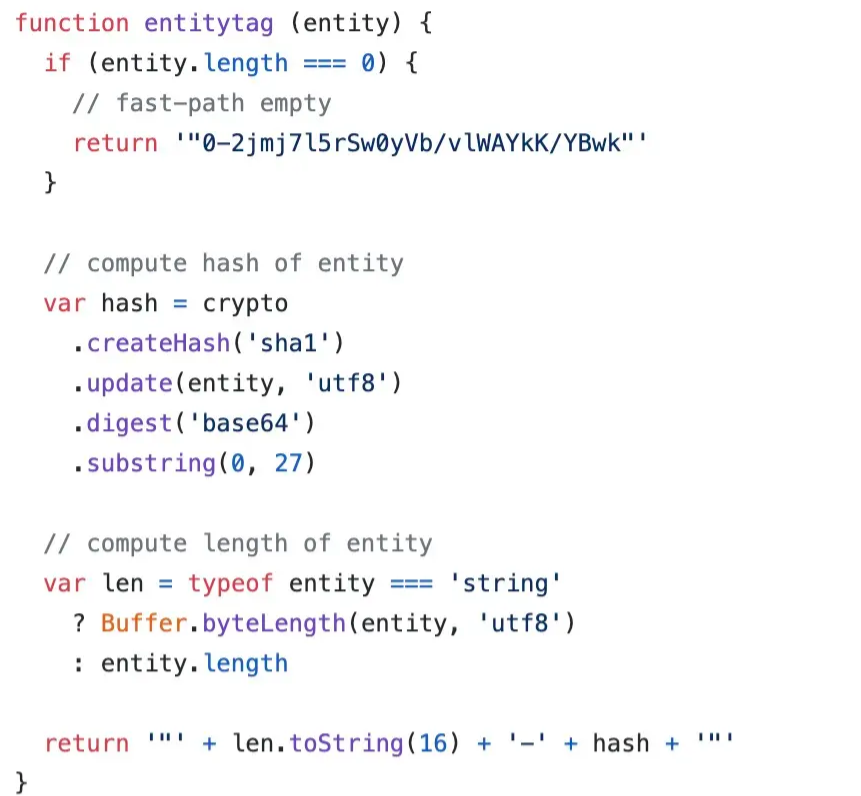 function entitytag (entity) {
  if (entity.length === 0) {
    // fast-path empty
    return '"0-2jmj7l5rSw0yVb/vlWAYkK/YBwk"'
  }

  // compute hash of entity
  var hash = crypto
    .createHash('sha1')
    .update(entity, 'utf8')
    .digest('base64')
    .substring(0, 27)

  // compute length of entity
  var len = typeof entity === 'string'
    ? Buffer.byteLength(entity, 'utf8')
    : entity.length

  return '"' + len.toString(16) + '-' + hash + '"'
}